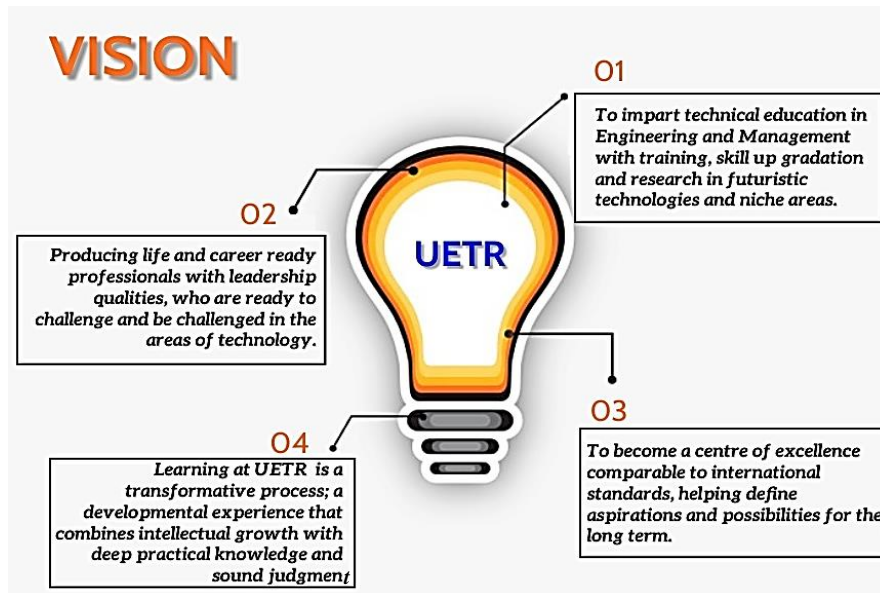 VISION
01
To impart technical education in
Engineering and Management
with training, skill up gradation
and research in futuristic
technologies and niche areas.
02
Producing life and career ready
professionals with leadership
qualities, who are ready to
challenge and be challenged in the
areas of technology.
UETR
03
To become a centre of excellence
comparable to international
standards, helping define
aspirations and possibilities for the
long term.
04
Learning at UETR is a
transformative process; a
developmental experience that
combines intellectual growth with
deep practical knowledge and
sound judgment